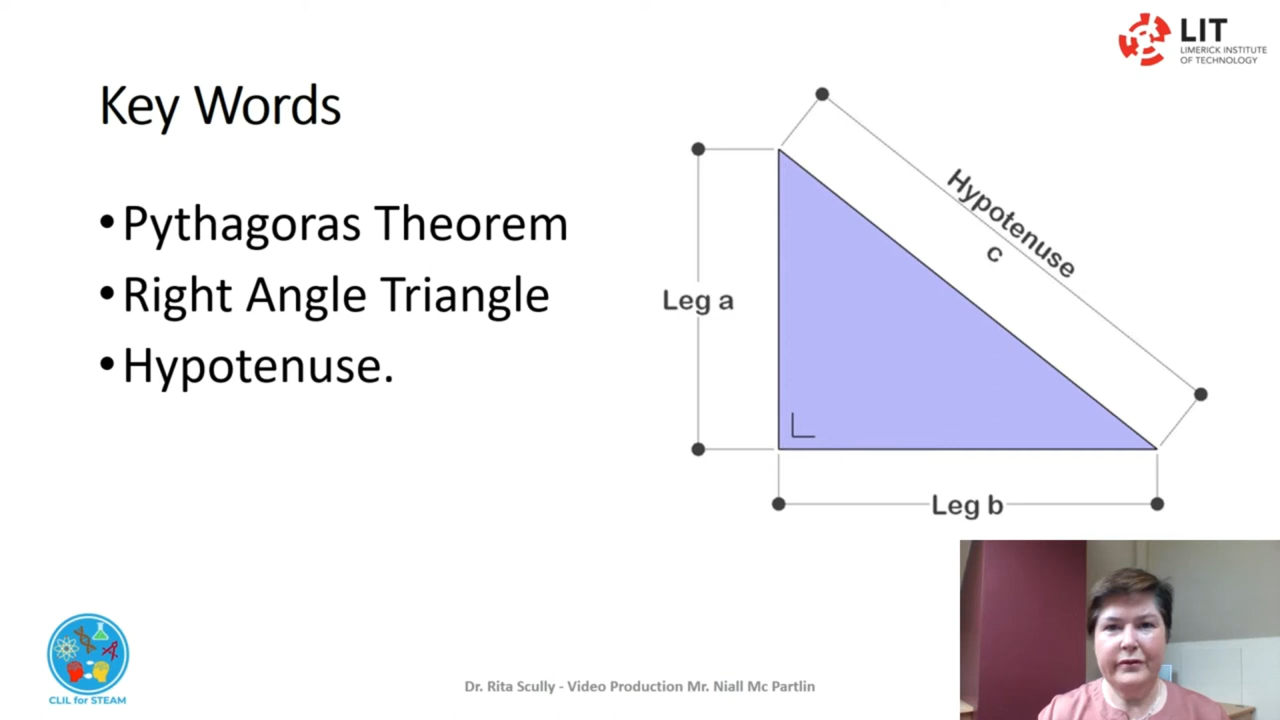 LIT
LIMERICK INSTITUTE
OF TECHNOLOGY
Key Words
•Pythagoras Theorem
•Right Angle Triangle
•Hypotenuse.
Hypotenuse
c
Leg a
Leg b
CLIL for STEAM
Dr. Rita Scully - Video Production Mr. Niall Mc Partlin